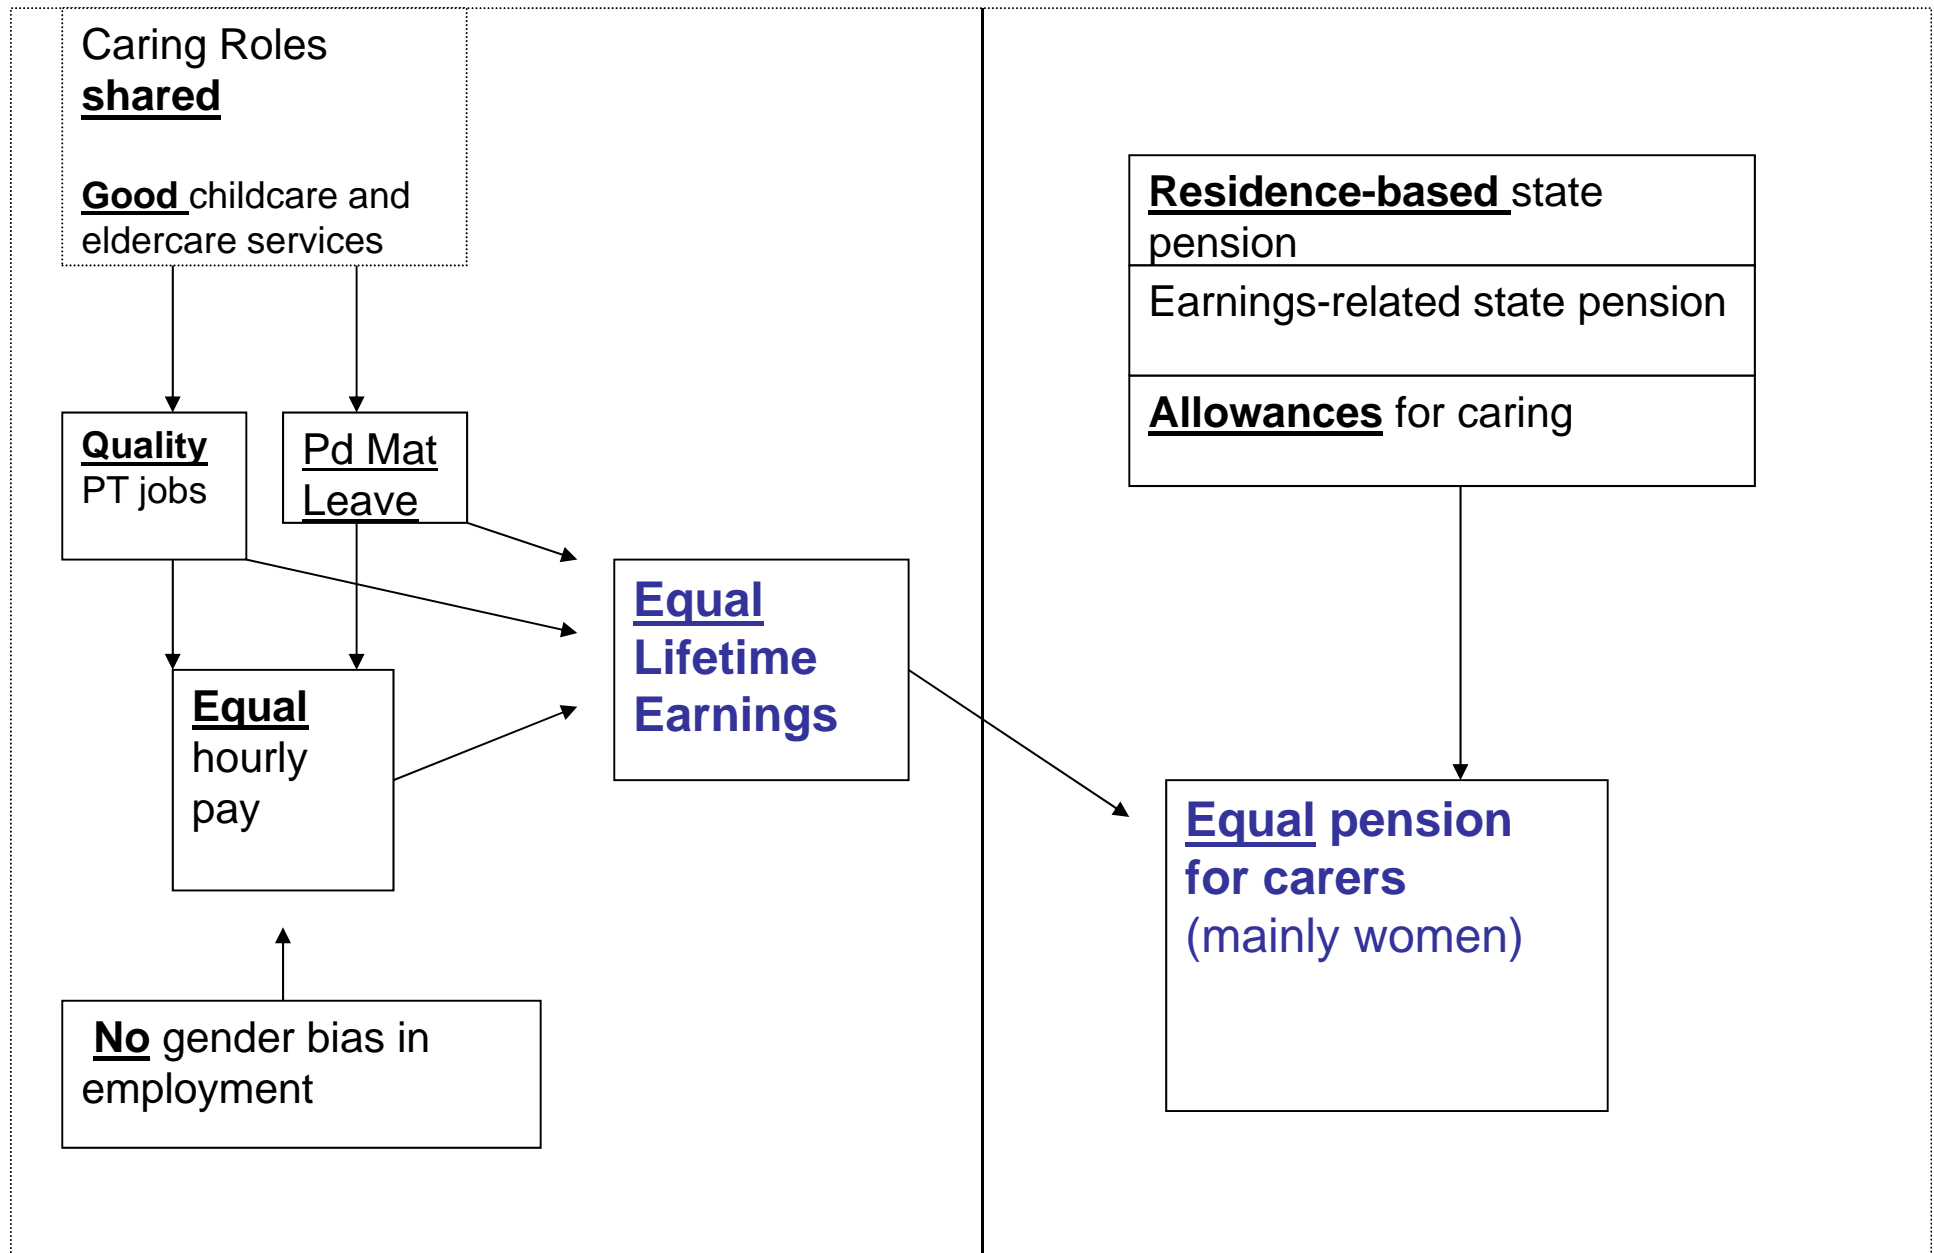 Caring Roles
shared
Good childcare and
eldercare services
Residence-based state
pension
Earnings-related state pension
Allowances for caring
Quality
PT jobs
Pd Mat
Leave
Equal
Lifetime
Earnings
Equal
hourly
pay
Equal pension
for carers
(mainly women)
No gender bias in
employment